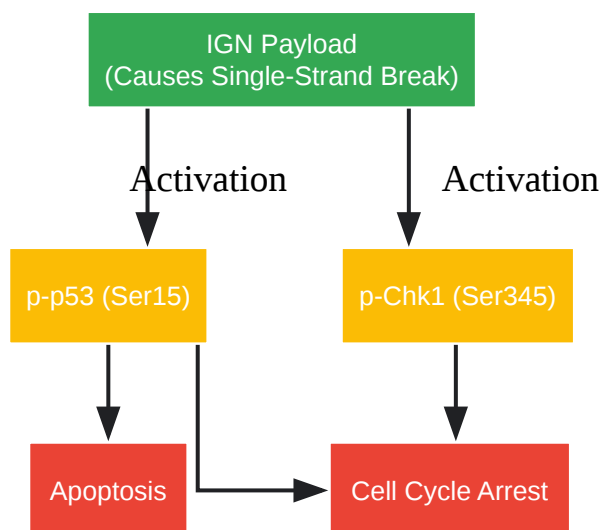 IGN Payload
(Causes Single-Strand Break)
Activation
Activation
p-p53 (Ser15)
p-Chk1 (Ser345)
Apoptosis
Cell Cycle Arrest